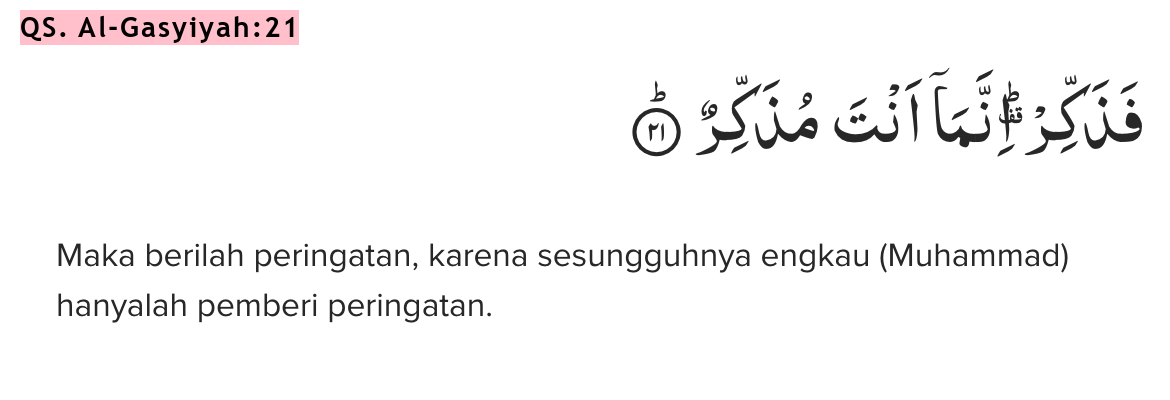 QS. Al-Gasyiyah:21
فَذَكِّرْ ۗاِنَّمَآ اَنْتَ مُذَكِّرٌۙ ۝٢١
Maka berilah peringatan, karena sesungguhnya engkau (Muhammad)
hanyalah pemberi peringatan.